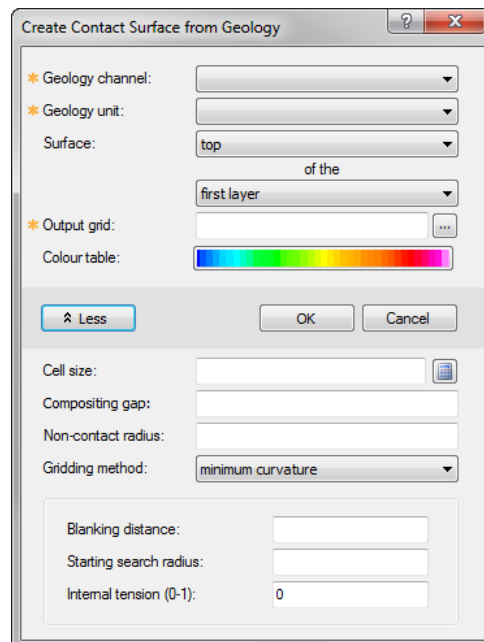 Create Contact Surface from Geology
* Geology channel:
* Geology unit:
Surface: top
of the
first layer
* Output grid: ...
Colour table:
Less OK Cancel
Cell size:
Compositing gap:
Non-contact radius:
Gridding method: minimum curvature
Blanking distance:
Starting search radius:
Internal tension (0-1): 0